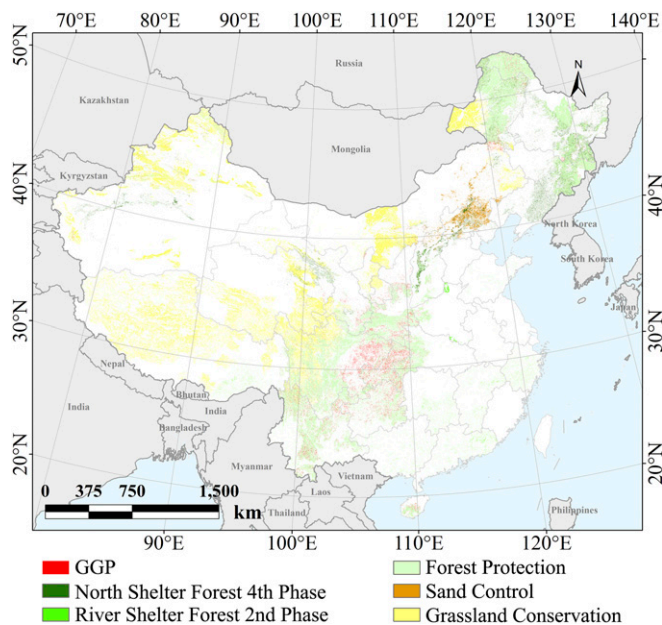 70°E 80°E 90°E 100°E 110°E 120°E 130°E 140°E
50°N
50°N
Russia
N
Kazakhstan
Mongolia
40°N
40°N
Kyrgyzstan
North Korea
South Korea
Japan
30°N
30°N
Nepal
Bhutan
India
India
Bangladesh
20°N
20°N
Myanmar
Vietnam
Laos
Thailand
Philippines
0 375 750 1,500
km
90°E 100°E 110°E 120°E
GGP
North Shelter Forest 4th Phase
River Shelter Forest 2nd Phase
Forest Protection
Sand Control
Grassland Conservation